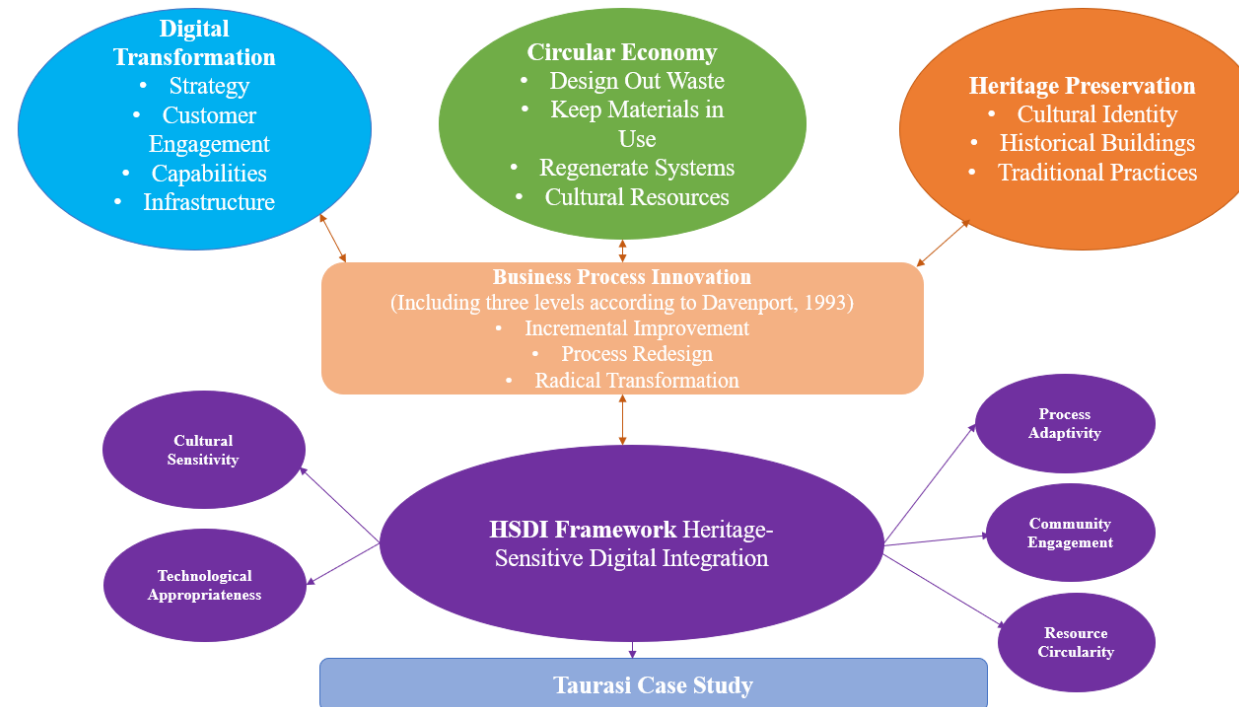 Digital
Transformation
• Strategy
• Customer
Engagement
• Capabilities
• Infrastructure
Circular Economy
• Design Out Waste
• Keep Materials in
Use
• Regenerate Systems
• Cultural Resources
Heritage Preservation
• Cultural Identity
• Historical Buildings
• Traditional Practices
Business Process Innovation
(Including three levels according to Davenport, 1993)
• Incremental Improvement
• Process Redesign
• Radical Transformation
Cultural
Sensitivity
Technological
Appropriateness
HSDI Framework Heritage-
Sensitive Digital Integration
Process
Adaptivity
Community
Engagement
Resource
Circularity
Taurasi Case Study